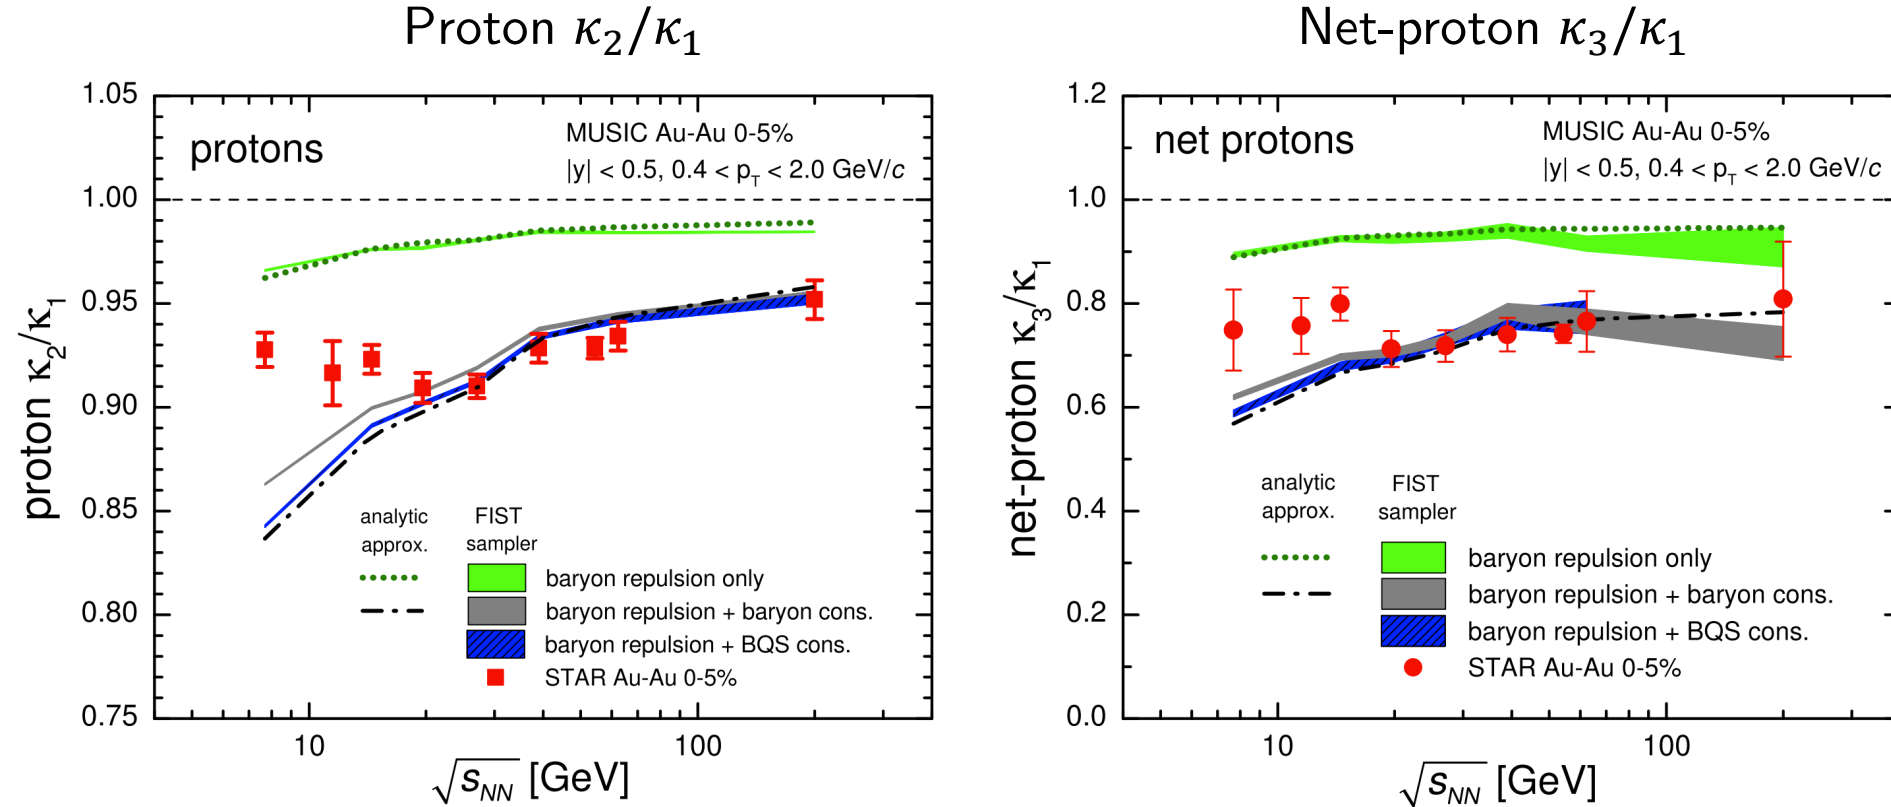 Proton κ₂/κ₁
1.05
1.00
0.95
0.90
0.85
0.80
0.75
proton κ₂/κ₁
protons
MUSIC Au-Au 0-5%
|y| < 0.5, 0.4 < p_T < 2.0 GeV/c
analytic approx.
FIST sampler
baryon repulsion only
baryon repulsion + baryon cons.
baryon repulsion + BQS cons.
STAR Au-Au 0-5%
10 100
√s_NN [GeV]
Net-proton κ₃/κ₁
1.2
1.0
0.8
0.6
0.4
0.2
0.0
net-proton κ₃/κ₁
net protons
MUSIC Au-Au 0-5%
|y| < 0.5, 0.4 < p_T < 2.0 GeV/c
analytic approx.
FIST sampler
baryon repulsion only
baryon repulsion + baryon cons.
baryon repulsion + BQS cons.
STAR Au-Au 0-5%
10 100
√s_NN [GeV]